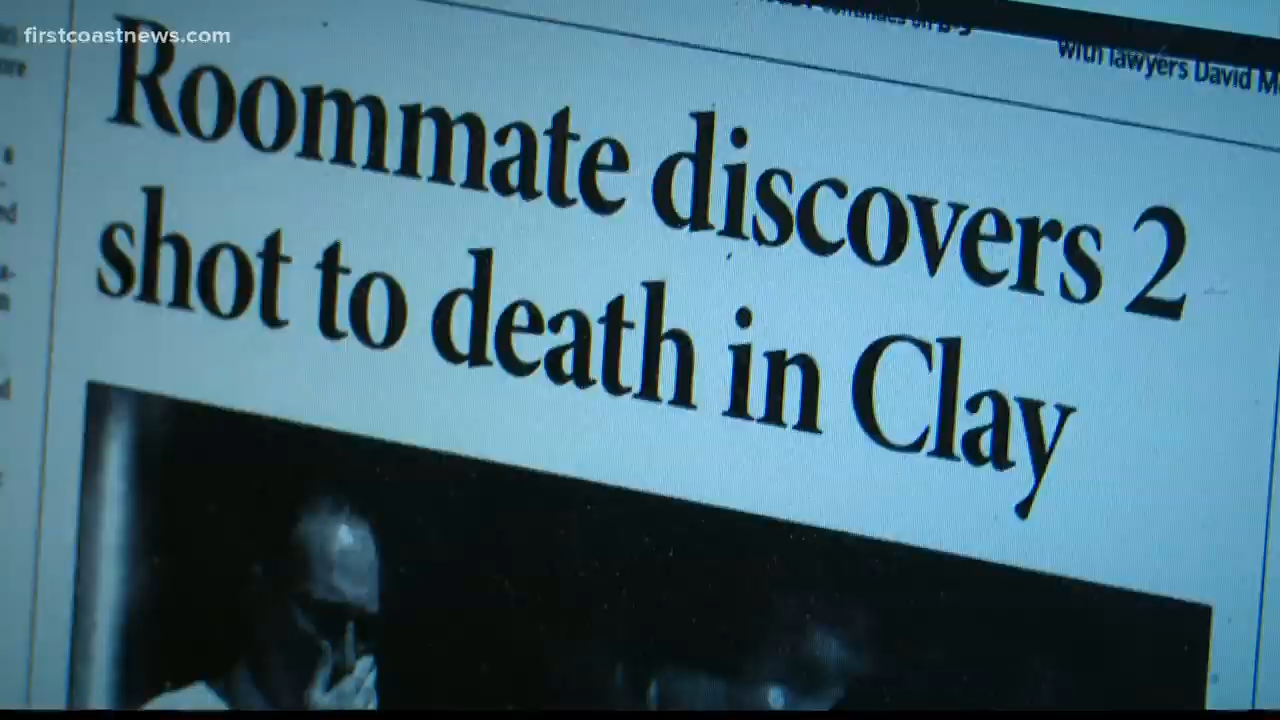 firstcoastnews.com
with lawyers David
Roommate discovers 2
shot to death in Clay